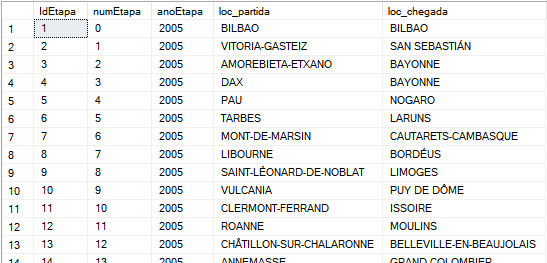 IdEtapa numEtapa anoEtapa loc_partida loc_chegada
1 1 0 2005 BILBAO BILBAO
2 2 1 2005 VITORIA-GASTEIZ SAN SEBASTIÁN
3 3 2 2005 AMOREBIETA-ETXANO BAYONNE
4 4 3 2005 DAX BAYONNE
5 5 4 2005 PAU NOGARO
6 6 5 2005 TARBES LARUNS
7 7 6 2005 MONT-DE-MARSIN CAUTARETS-CAMBASQUE
8 8 7 2005 LIBOURNE BORDÉUS
9 9 8 2005 SAINT-LÉONARD-DE-NOBLAT LIMOGES
10 10 9 2005 VULCANIA PUY DE DÔME
11 11 10 2005 CLERMONT-FERRAND ISSOIRE
12 12 11 2005 ROANNE MOULINS
13 13 12 2005 CHÂTILLON-SUR-CHALARONNE BELLEVILLE-EN-BEAUJOLAIS
14 14 13 2005 ANNEMASSE GRAND COLOMBIER